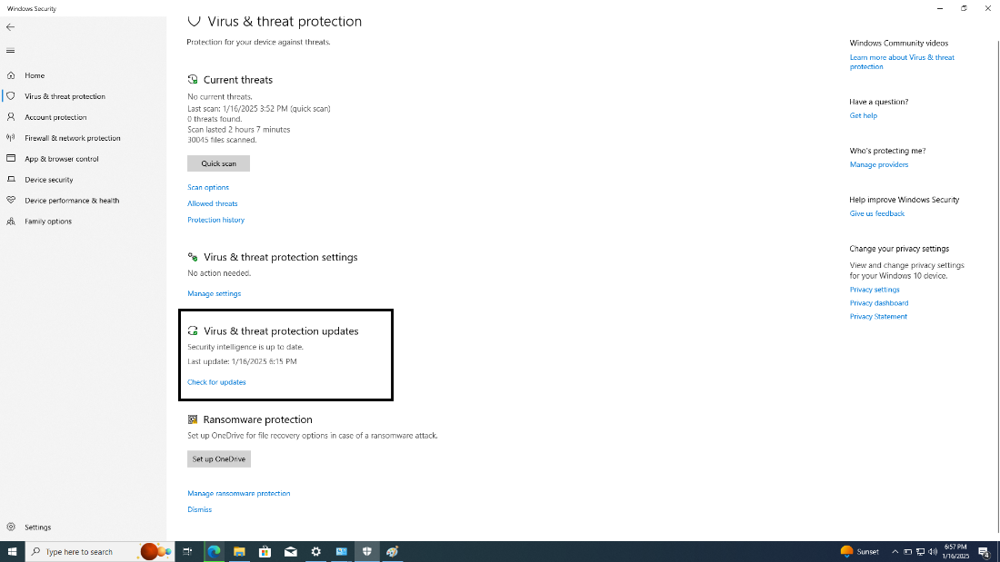 Windows Security
Home
Virus & threat protection
Account protection
Firewall & network protection
App & browser control
Device security
Device performance & health
Family options
Settings
Virus & threat protection
Protection for your device against threats.
Current threats
No current threats.
Last scan: 1/16/2025 3:52 PM (quick scan)
0 threats found.
Scan lasted 2 hours 7 minutes
30045 files scanned.
Quick scan
Scan options
Allowed threats
Protection history
Virus & threat protection settings
No action needed.
Manage settings
Virus & threat protection updates
Security intelligence is up to date.
Last update: 1/16/2025 6:15 PM
Check for updates
Ransomware protection
Set up OneDrive for file recovery options in case of a ransomware attack.
Set up OneDrive
Manage ransomware protection
Dismiss
Windows Community videos
Learn more about Virus & threat
protection
Have a question?
Get help
Who's protecting me?
Manage providers
Help improve Windows Security
Give us feedback
Change your privacy settings
View and change privacy settings
for your Windows 10 device.
Privacy settings
Privacy dashboard
Privacy Statement
Type here to search
Sunset
6:57 PM
1/16/2025
4